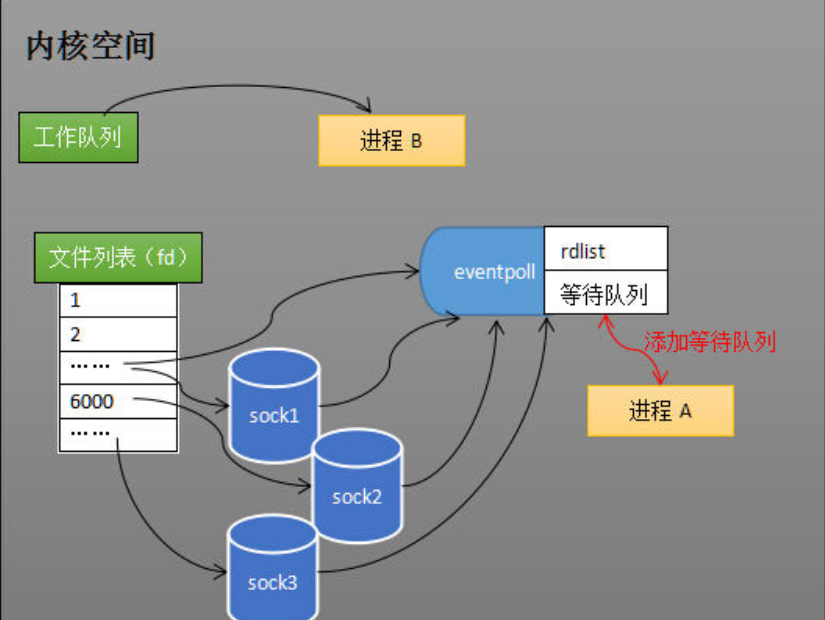 内核空间
工作队列
进程 B
文件列表（fd）
1
2
……
6000
……
eventpoll
rdlist
等待队列
添加等待队列
进程 A
sock1
sock2
sock3